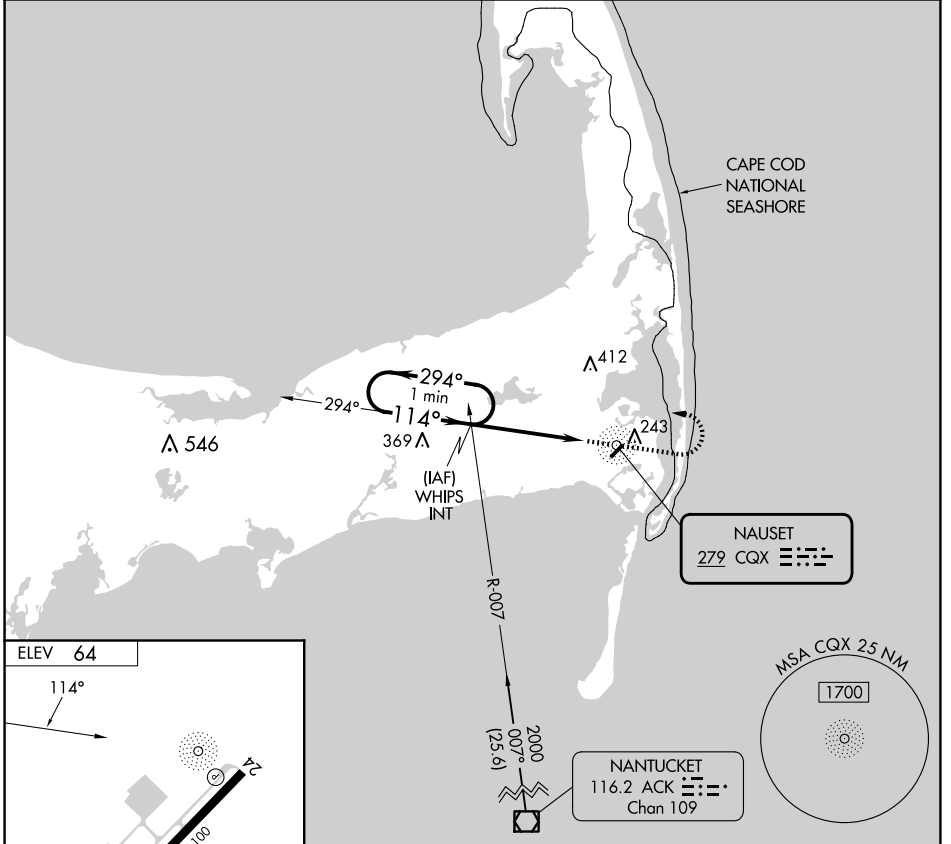 CAPE COD
NATIONAL
SEASHORE
412
294°
1 min
294°
114°
546
369
243
(IAF)
WHIPS
INT
NAUSET
279 CQX
R-007
ELEV 64
114°
MSA CQX 25 NM
1700
2000
007°
(25.6)
NANTUCKET
116.2 ACK
Chan 109
24
P
100